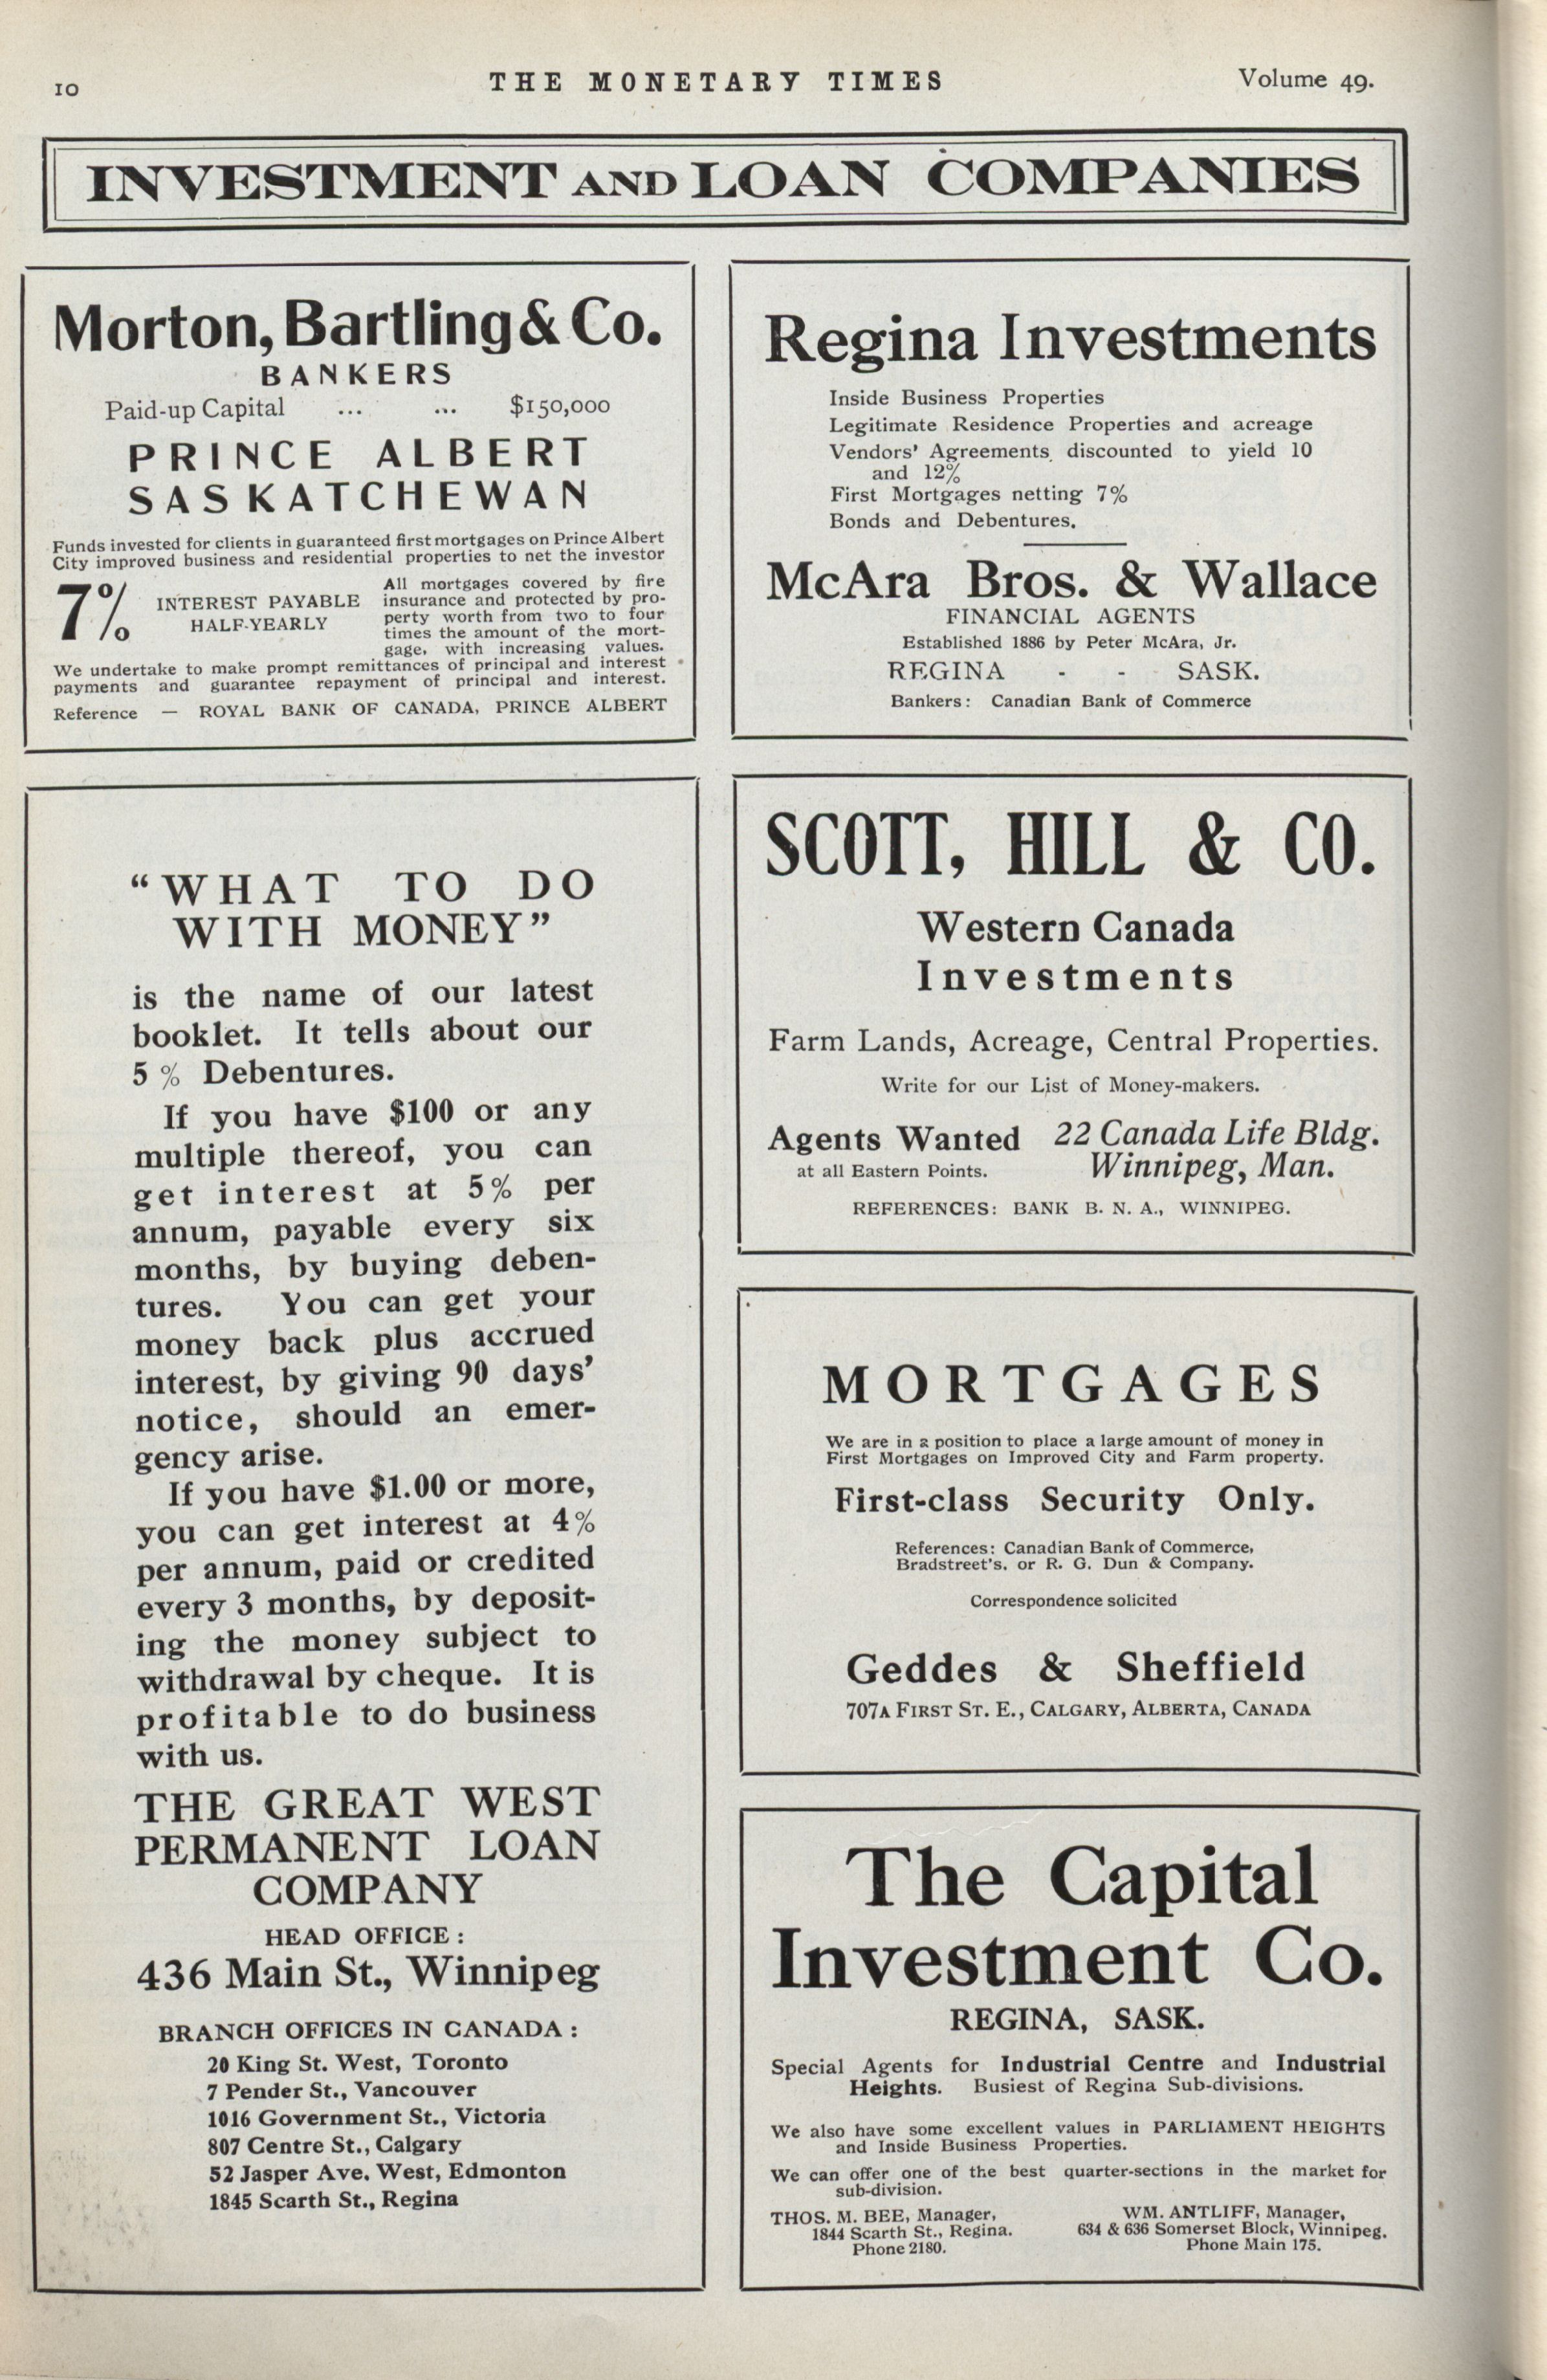 10
THE MONETARY TIMES
Volume 49.
INVESTMENT AND LOAN COMPANIES
Morton, Bartling & Co.
BANKERS
Paid-up Capital ... ... $150,000
PRINCE ALBERT
SASKATCHEWAN
Funds invested for clients in guaranteed first mortgages on Prince Albert
City improved business and residential properties to net the investor
7% INTEREST PAYABLE
HALF-YEARLY
All mortgages covered by fire
insurance and protected by pro-
perty worth from two to four
times the amount of the mort-
gage, with increasing values.
We undertake to make prompt remittances of principal and interest
payments and guarantee repayment of principal and interest.
Reference — ROYAL BANK OF CANADA, PRINCE ALBERT
"WHAT TO DO
WITH MONEY"
is the name of our latest
booklet. It tells about our
5% Debentures.
If you have $100 or any
multiple thereof, you can
get interest at 5% per
annum, payable every six
months, by buying deben-
tures. You can get your
money back plus accrued
interest, by giving 90 days'
notice, should an emer-
gency arise.
If you have $1.00 or more,
you can get interest at 4%
per annum, paid or credited
every 3 months, by deposit-
ing the money subject to
withdrawal by cheque. It is
profitable to do business
with us.
THE GREAT WEST
PERMANENT LOAN
COMPANY
HEAD OFFICE:
436 Main St., Winnipeg
BRANCH OFFICES IN CANADA:
20 King St. West, Toronto
7 Pender St., Vancouver
1016 Government St., Victoria
807 Centre St., Calgary
52 Jasper Ave. West, Edmonton
1845 Scarth St., Regina
Regina Investments
Inside Business Properties
Legitimate Residence Properties and acreage
Vendors' Agreements discounted to yield 10
and 12%
First Mortgages netting 7%
Bonds and Debentures.
McAra Bros. & Wallace
FINANCIAL AGENTS
Established 1886 by Peter McAra, Jr.
REGINA - - SASK.
Bankers: Canadian Bank of Commerce
SCOTT, HILL & CO.
Western Canada
Investments
Farm Lands, Acreage, Central Properties.
Write for our List of Money-makers.
Agents Wanted
at all Eastern Points.
22 Canada Life Bldg.
Winnipeg, Man.
REFERENCES: BANK B. N. A., WINNIPEG.
MORTGAGES
We are in a position to place a large amount of money in
First Mortgages on Improved City and Farm property.
First-class Security Only.
References: Canadian Bank of Commerce,
Bradstreet's. or R. G. Dun & Company.
Correspondence solicited
Geddes & Sheffield
707A FIRST ST. E., CALGARY, ALBERTA, CANADA
The Capital
Investment Co.
REGINA, SASK.
Special Agents for Industrial Centre and Industrial
Heights. Busiest of Regina Sub-divisions.
We also have some excellent values in PARLIAMENT HEIGHTS
and Inside Business Properties.
We can offer one of the best quarter-sections in the market for
sub-division.
THOS. M. BEE, Manager,
1844 Scarth St., Regina.
Phone 2180.
WM. ANTLIFF, Manager,
634 & 636 Somerset Block, Winnipeg.
Phone Main 175.